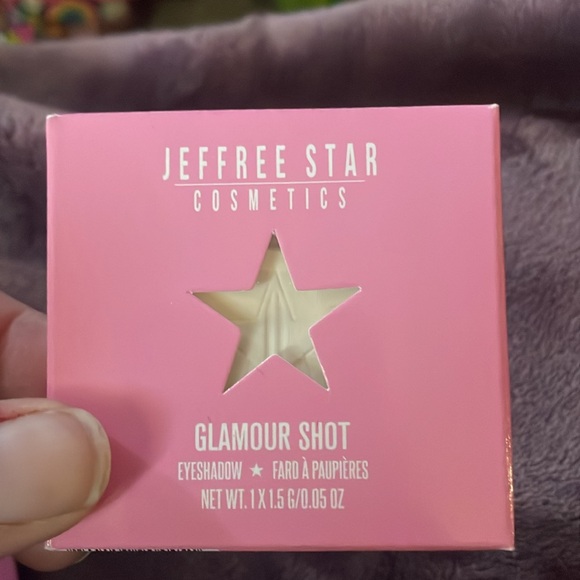 JEFFREE STAR
COSMETICS
GLAMOUR SHOT
EYESHADOW ★ FARD À PAUPIÈRES
NET WT. 1 X 1.5 G/0.05 OZ